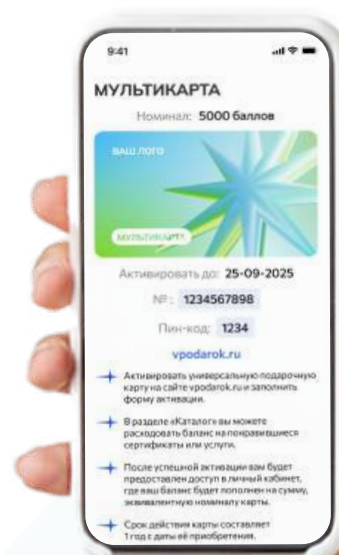 9:41
МУЛЬТИКАРТА
Номинал: 5000 баллов
ВАШ ЛОГО
МУЛЬТИКАРТА
Активировать до: 25-09-2025
№: 1234567898
Пин-код: 1234
vpodarok.ru
Активировать универсальную подарочную
карту на сайте vpodarok.ru и заполнить
форму активации.
В разделе «Каталог» вы можете
расходовать баланс на понравившиеся
сертификаты или услуги.
После успешной активации вам будет
предоставлен доступ в личный кабинет,
где ваш баланс будет пополнен на сумму,
эквивалентную номиналу карты.
Срок действия карты составляет
1 год с даты её приобретения.